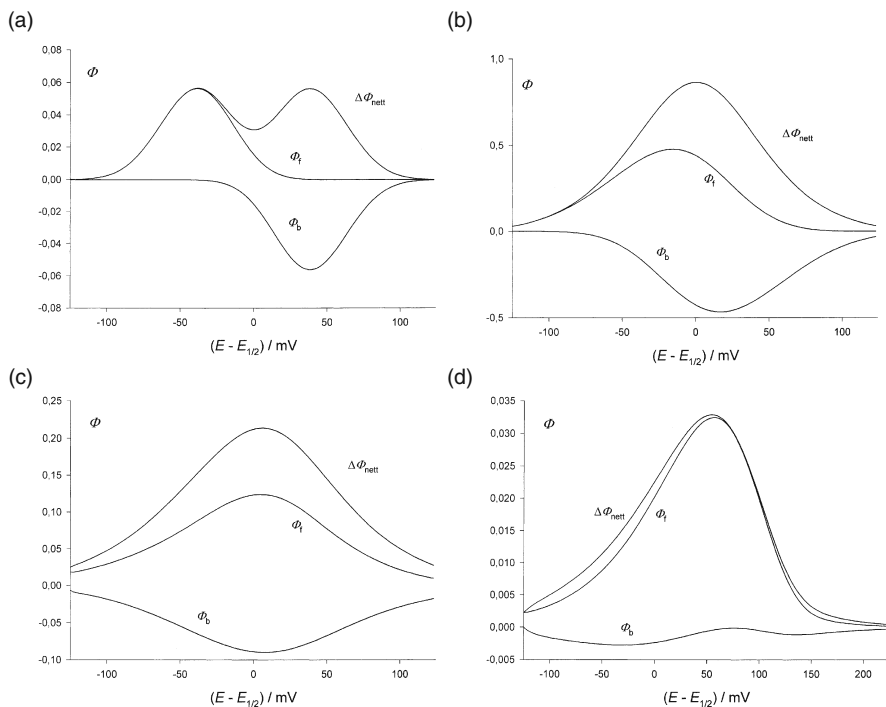 (a)
0,08
0,06
0,04
0,02
0,00
-0,02
-0,04
-0,06
-0,08
Φ
ΔΦnett
Φf
Φb
-100 -50 0 50 100
(E - E1/2) / mV
(b)
1,0
0,5
0,0
-0,5
Φ
ΔΦnett
Φf
Φb
-100 -50 0 50 100
(E - E1/2) / mV
(c)
0,25
0,20
0,15
0,10
0,05
0,00
-0,05
-0,10
Φ
ΔΦnett
Φf
Φb
-100 -50 0 50 100
(E - E1/2) / mV
(d)
0,035
0,030
0,025
0,020
0,015
0,010
0,005
0,000
-0,005
Φ
ΔΦnett
Φf
Φb
-100 -50 0 50 100 150 200
(E - E1/2) / mV